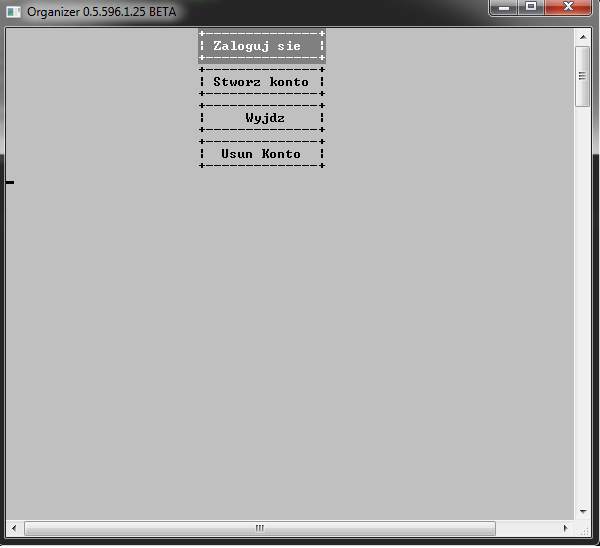 Organizer 0.5.596.1.25 BETA
Zaloguj sie
Stworz konto
Wyjdz
Usun Konto